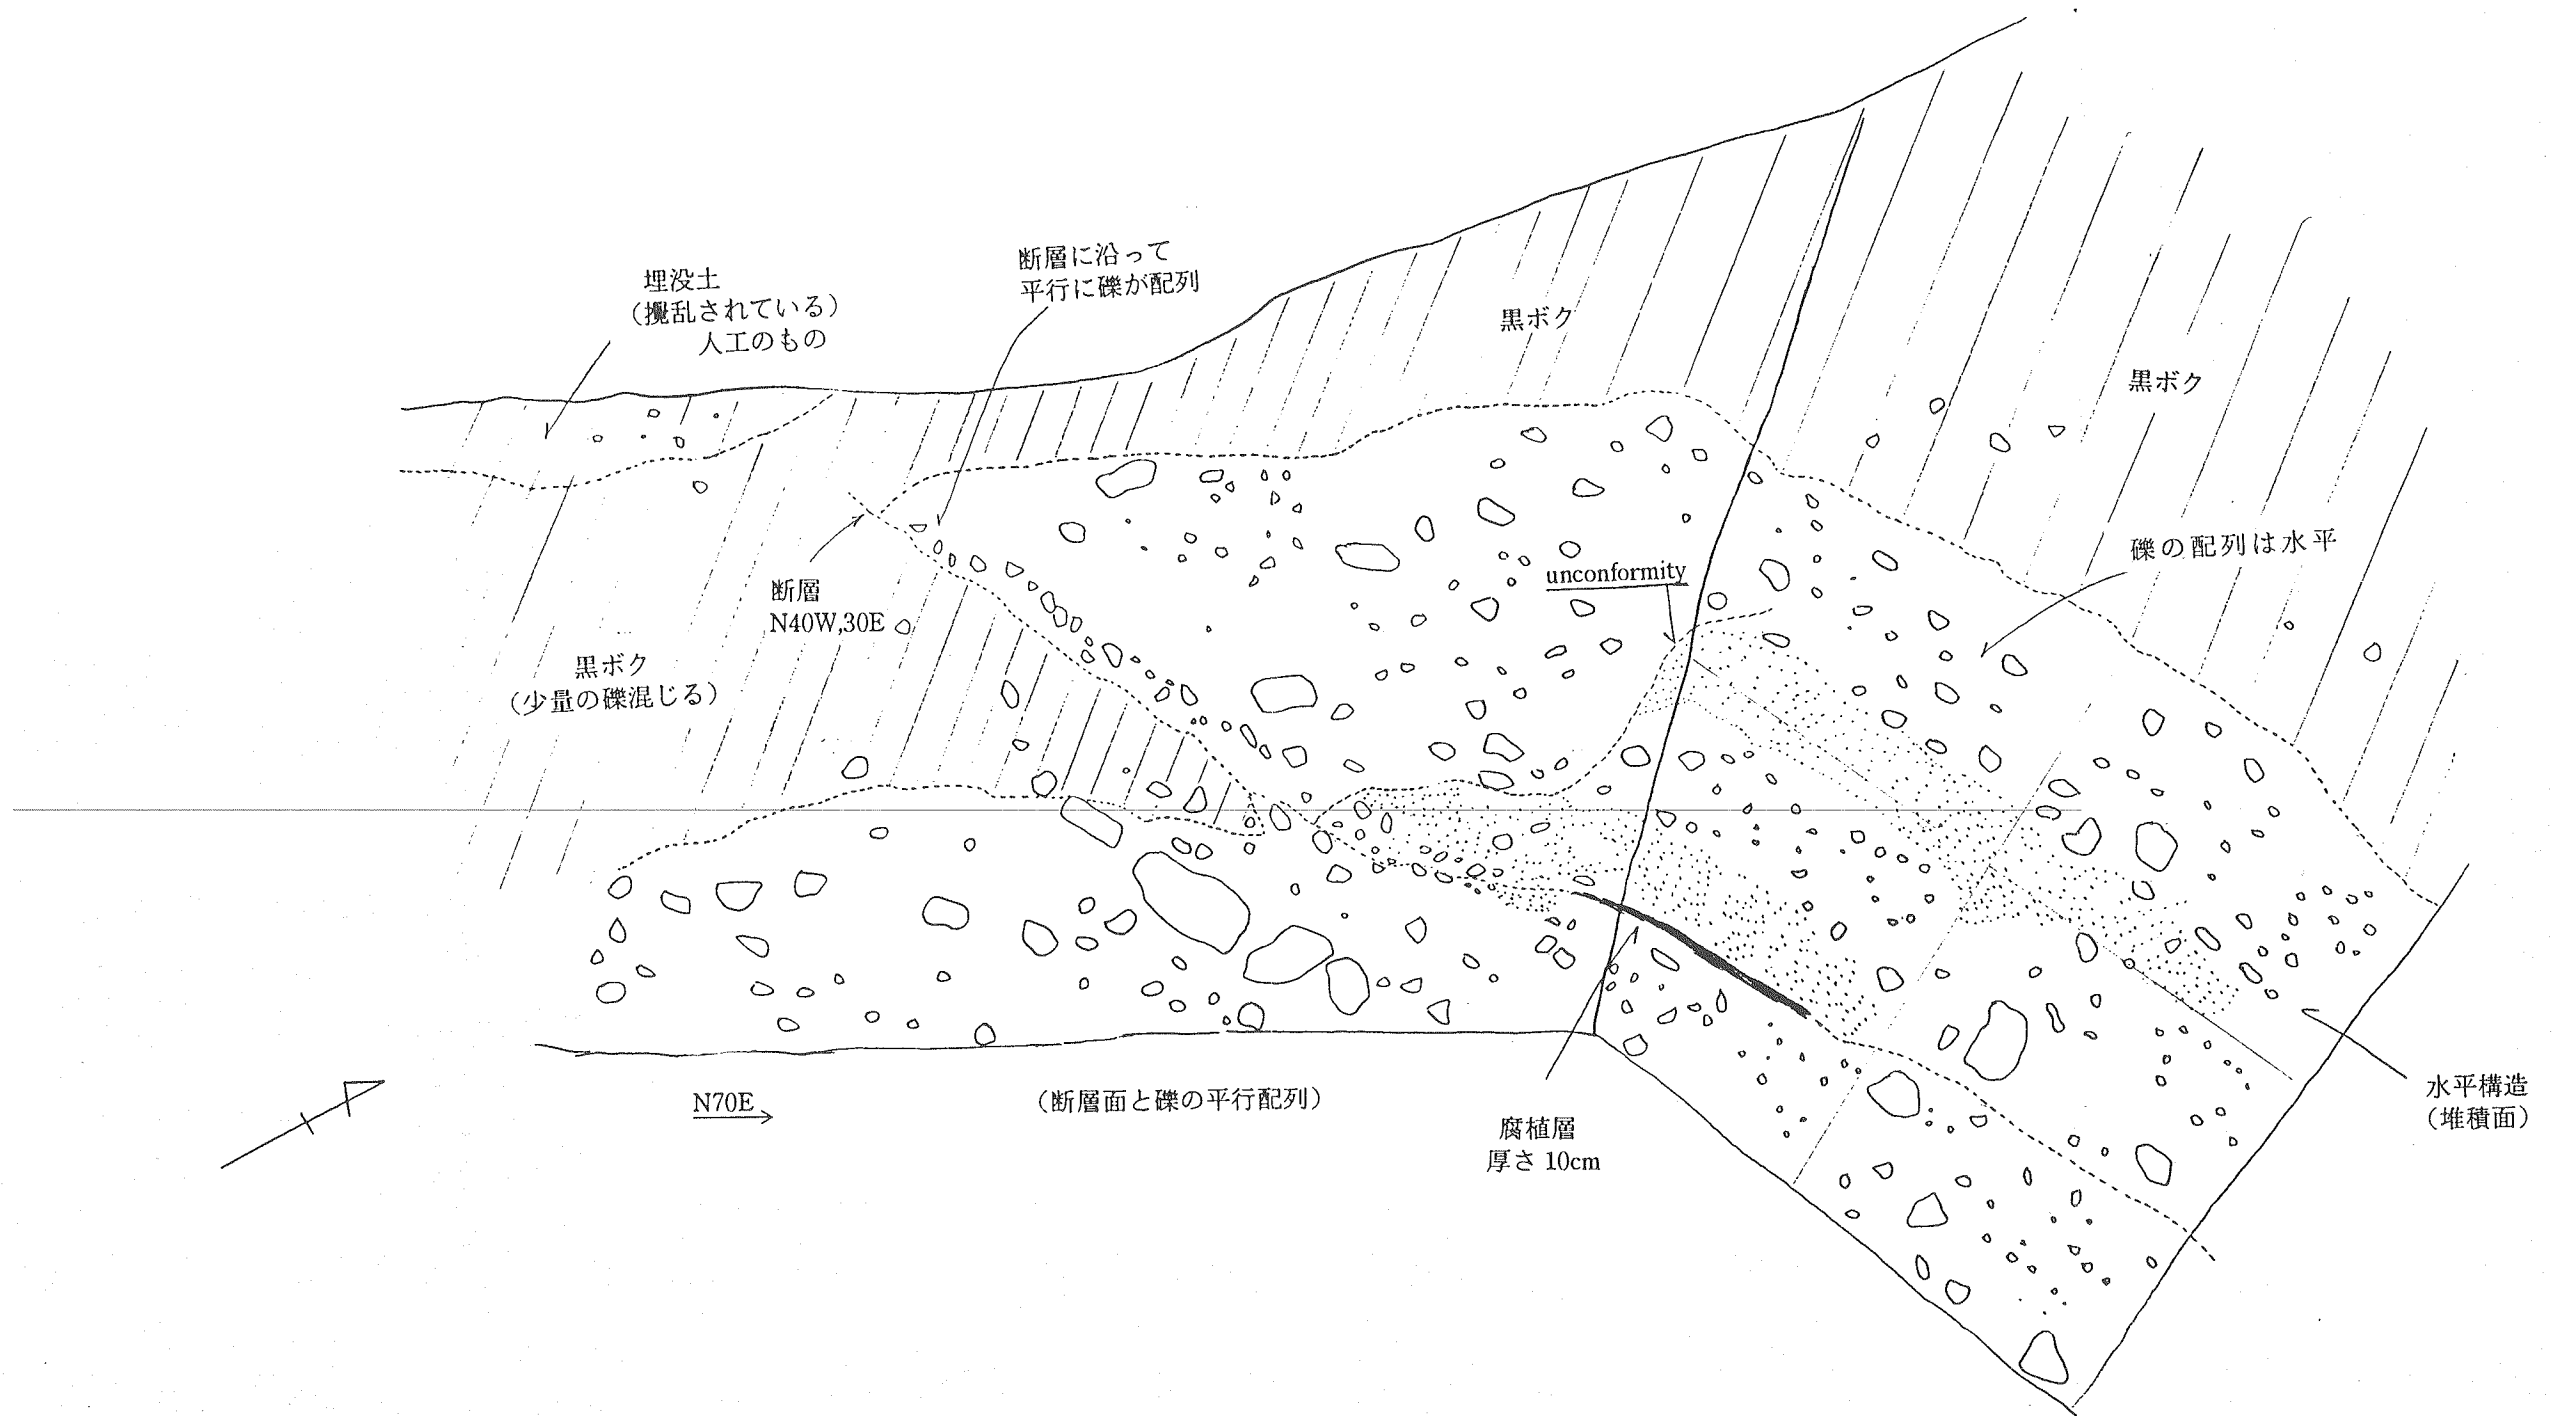 埋没土
（攪乱されている）
人工のもの
断層に沿って
平行に礫が配列
黒ボク
黒ボク
礫の配列は水平
unconformity
断層
N40W,30E
黒ボク
（少量の礫混じる）
N70E
（断層面と礫の平行配列）
腐植層
厚さ10cm
水平構造
（堆積面）